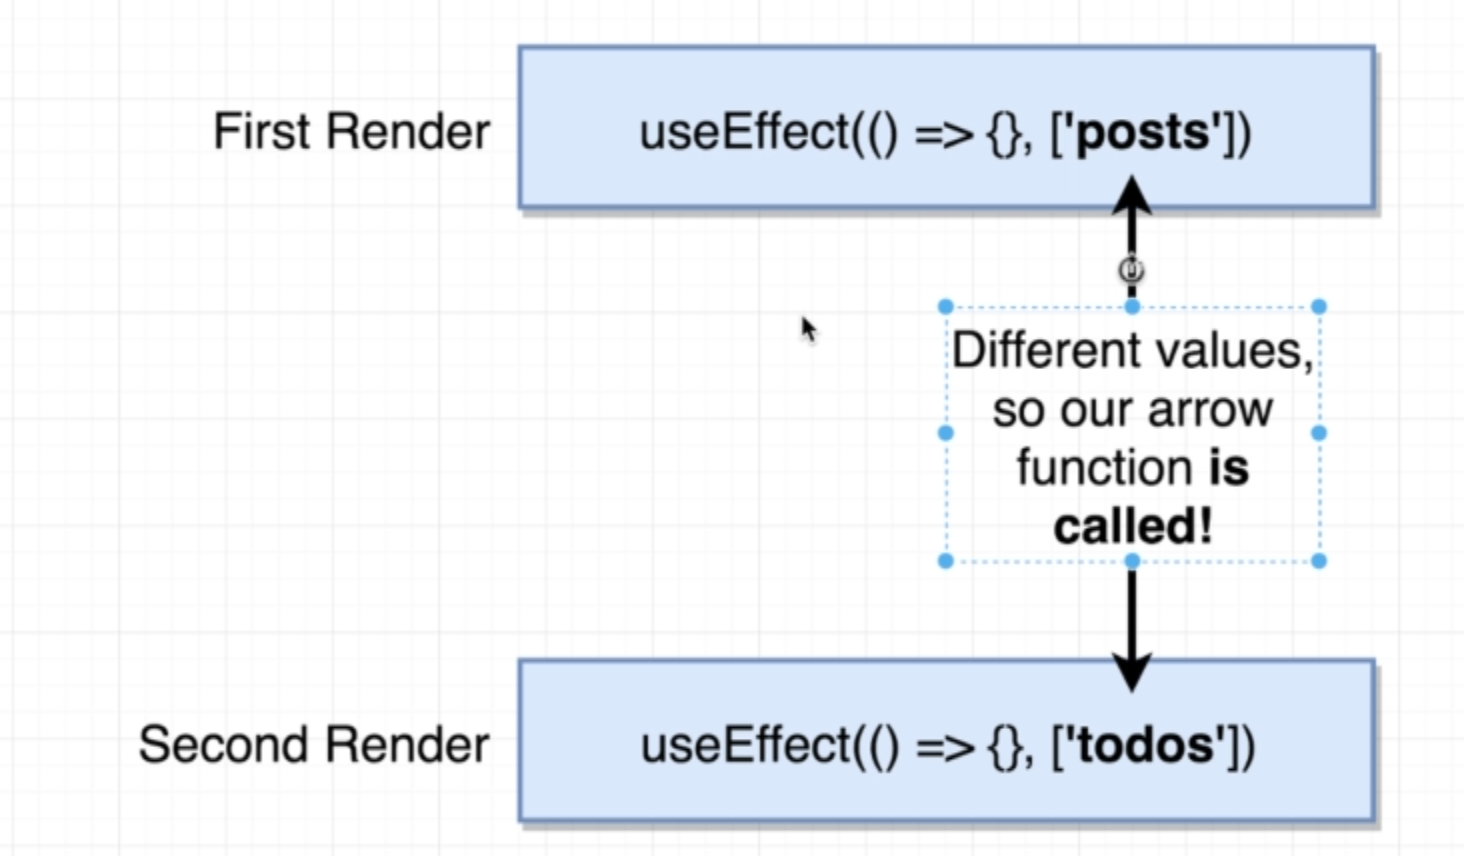 First Render
useEffect(() => {}, ['posts'])
Different values,
so our arrow
function is
called!
Second Render
useEffect(() => {}, ['todos'])